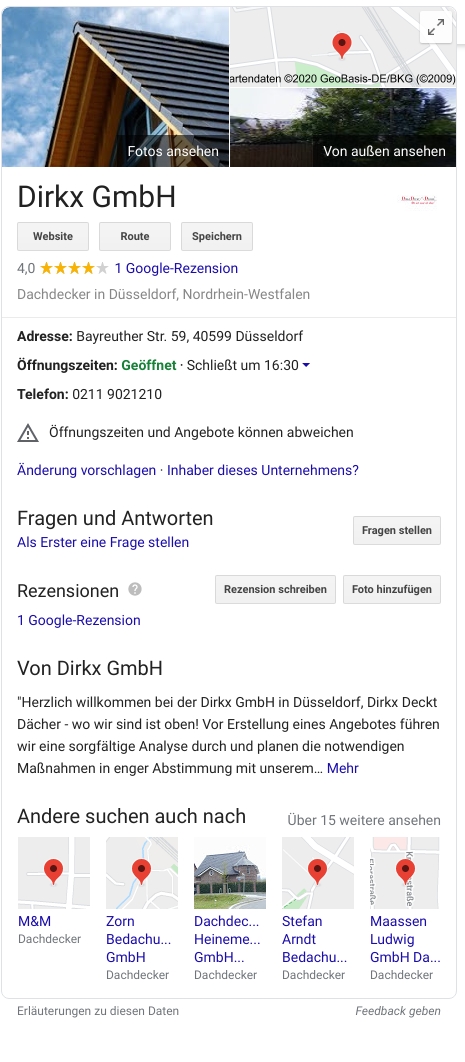 artendaten ©2020 GeoBasis-DE/BKG (©2009)
Fotos ansehen
Von außen ansehen
Dirkx GmbH
Website
Route
Speichern
4,0 ★★★★★ 1 Google-Rezension
Dachdecker in Düsseldorf, Nordrhein-Westfalen
Adresse: Bayreuther Str. 59, 40599 Düsseldorf
Öffnungszeiten: Geöffnet · Schließt um 16:30
Telefon: 0211 9021210
Öffnungszeiten und Angebote können abweichen
Änderung vorschlagen · Inhaber dieses Unternehmens?
Fragen und Antworten
Fragen stellen
Als Erster eine Frage stellen
Rezensionen ?
Rezension schreiben
Foto hinzufügen
1 Google-Rezension
Von Dirkx GmbH
"Herzlich willkommen bei der Dirkx GmbH in Düsseldorf, Dirkx Deckt
Dächer - wo wir sind ist oben! Vor Erstellung eines Angebotes führen
wir eine sorgfältige Analyse durch und planen die notwendigen
Maßnahmen in enger Abstimmung mit unserem… Mehr
Andere suchen auch nach
Über 15 weitere ansehen
M&M
Dachdecker
Zorn
Bedachu...
GmbH
Dachdecker
Dachdec...
Heineme...
GmbH...
Dachdecker
Stefan
Arndt
Bedachu...
Dachdecker
Maassen
Ludwig
GmbH Da...
Dachdecker
Erläuterungen zu diesen Daten
Feedback geben